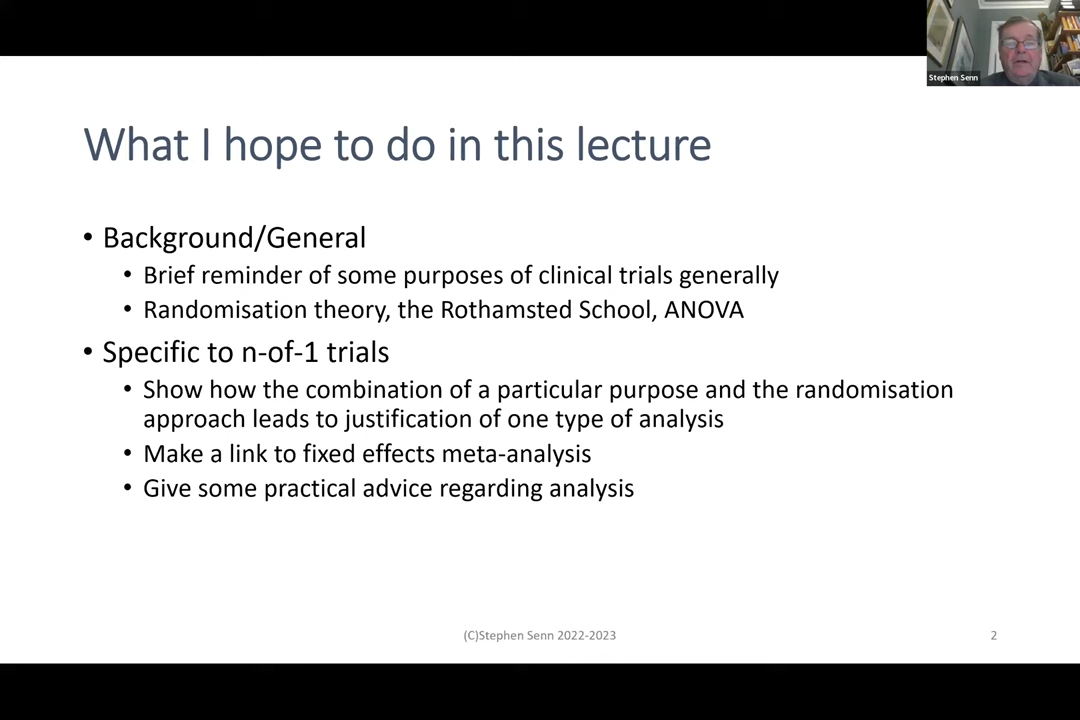 Stephen Senn
What I hope to do in this lecture
• Background/General
• Brief reminder of some purposes of clinical trials generally
• Randomisation theory, the Rothamsted School, ANOVA
• Specific to n-of-1 trials
• Show how the combination of a particular purpose and the randomisation
approach leads to justification of one type of analysis
• Make a link to fixed effects meta-analysis
• Give some practical advice regarding analysis
(C)Stephen Senn 2022-2023
2